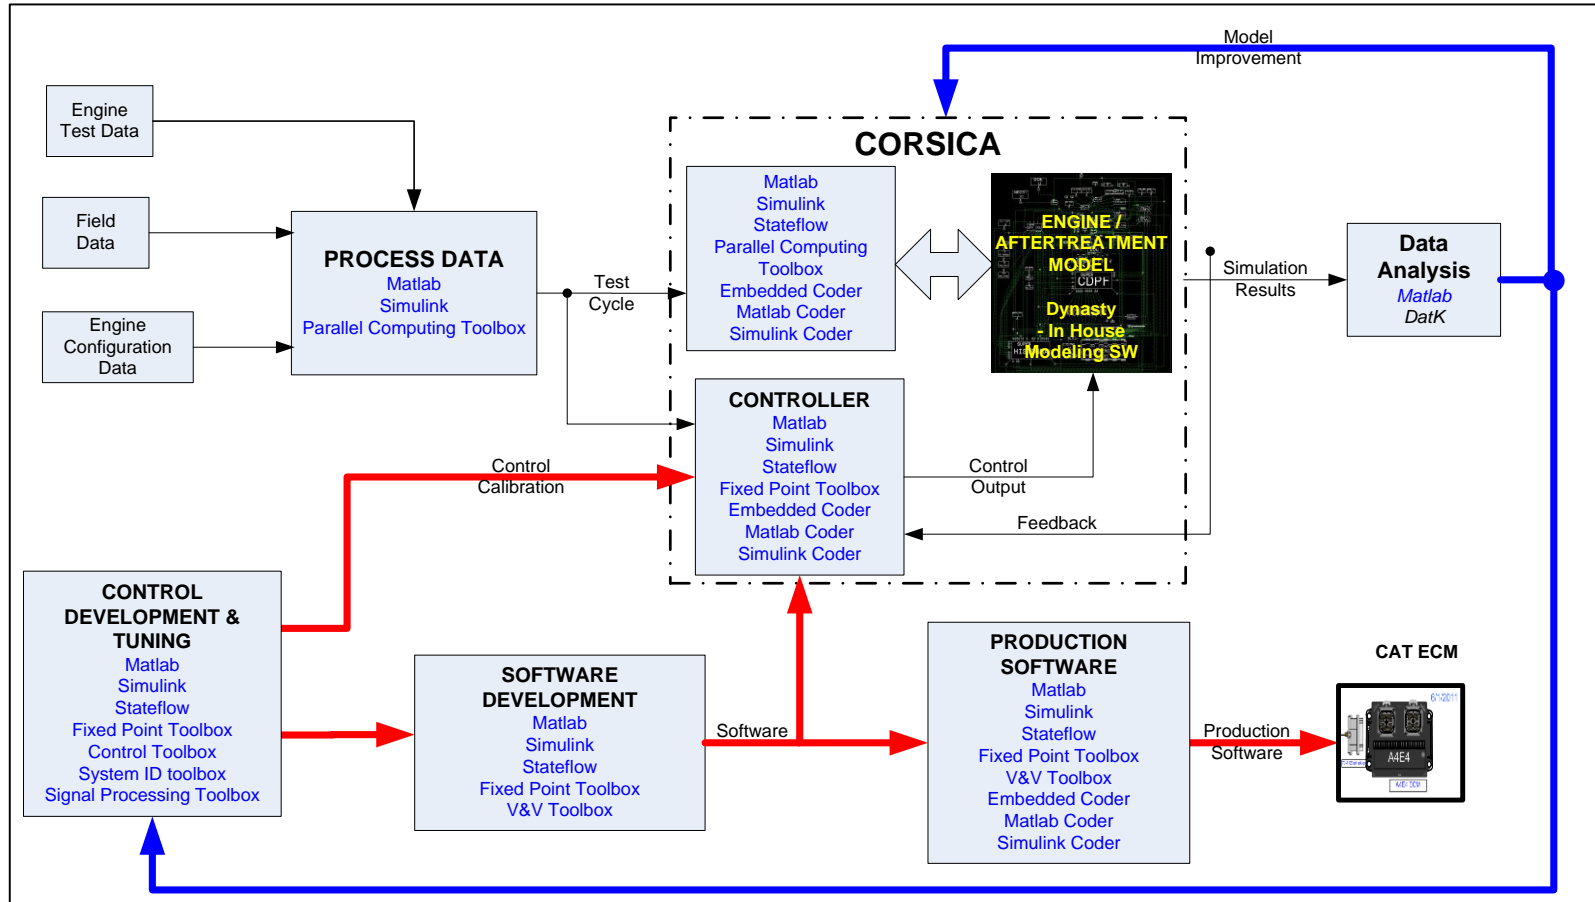 Model
Improvement
Engine
Test Data
Field
Data
Engine
Configuration
Data
PROCESS DATA
Matlab
Simulink
Parallel Computing Toolbox
Test
Cycle
CORSICA
Matlab
Simulink
Stateflow
Parallel Computing
Toolbox
Embedded Coder
Matlab Coder
Simulink Coder
ENGINE /
AFTERTREATMENT
MODEL
CDPF
Dynasty
- In House
Modeling SW
Simulation
Results
Data
Analysis
Matlab
DatK
CONTROLLER
Matlab
Simulink
Stateflow
Fixed Point Toolbox
Embedded Coder
Matlab Coder
Simulink Coder
Control
Output
Feedback
Control
Calibration
CONTROL
DEVELOPMENT &
TUNING
Matlab
Simulink
Stateflow
Fixed Point Toolbox
Control Toolbox
System ID toolbox
Signal Processing Toolbox
SOFTWARE
DEVELOPMENT
Matlab
Simulink
Stateflow
Fixed Point Toolbox
V&V Toolbox
Software
PRODUCTION
SOFTWARE
Matlab
Simulink
Stateflow
Fixed Point Toolbox
V&V Toolbox
Embedded Coder
Matlab Coder
Simulink Coder
Production
Software
CAT ECM
6/1/2011
A4E4